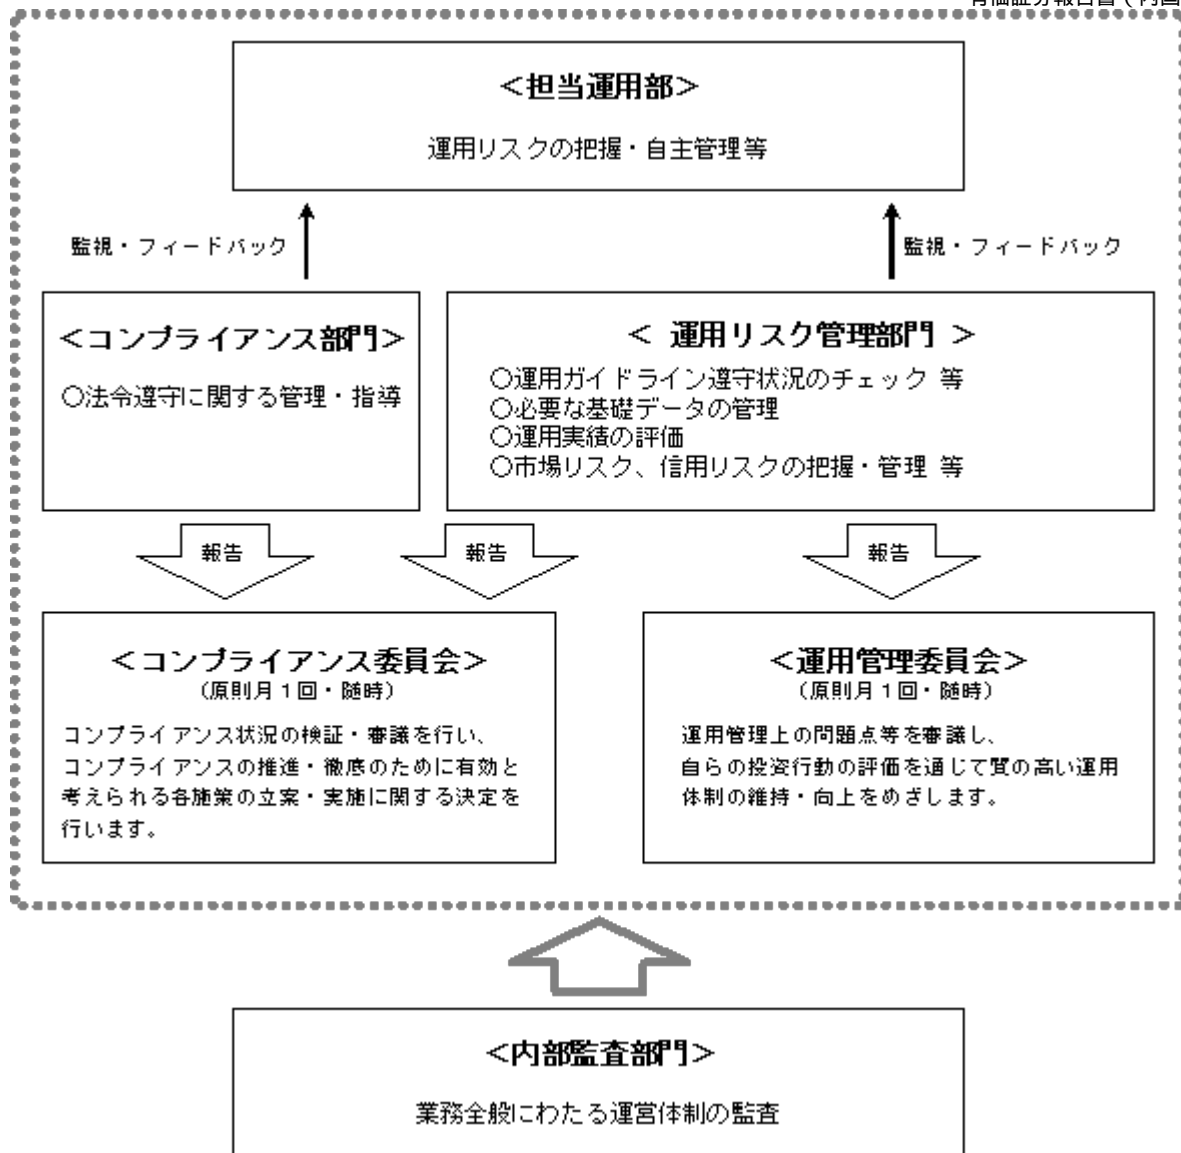 ＜担当運用部＞
運用リスクの把握・自主管理等
監視・フィードバック
監視・フィードバック
＜コンプライアンス部門＞
○法令遵守に関する管理・指導
＜ 運用リスク管理部門 ＞
○運用ガイドライン遵守状況のチェック 等
○必要な基礎データの管理
○運用実績の評価
○市場リスク、信用リスクの把握・管理 等
報告
報告
報告
＜コンプライアンス委員会＞
（原則月１回・随時）
コンプライアンス状況の検証・審議を行い、
コンプライアンスの推進・徹底のために有効と
考えられる各施策の立案・実施に関する決定を
行います。
＜運用管理委員会＞
（原則月１回・随時）
運用管理上の問題点等を審議し、
自らの投資行動の評価を通じて質の高い運用
体制の維持・向上をめざします。
＜内部監査部門＞
業務全般にわたる運営体制の監査